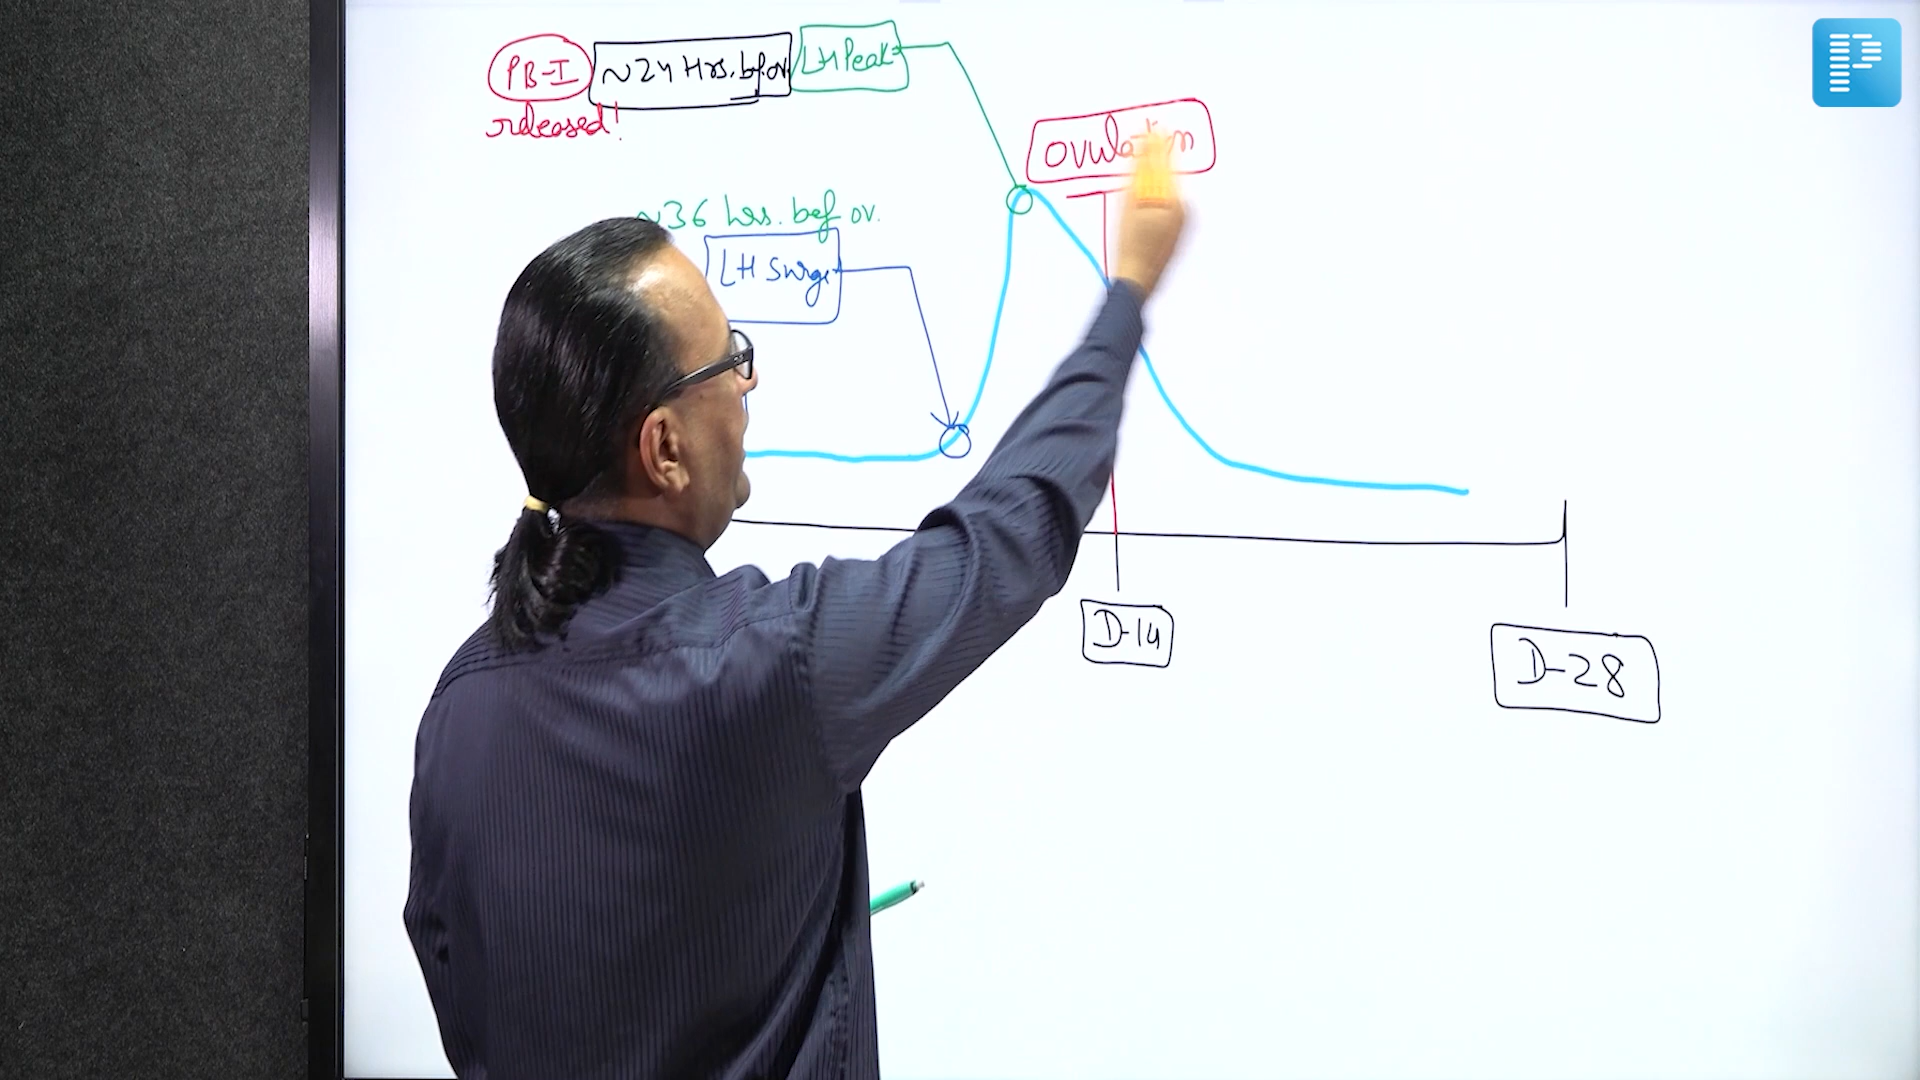 PB-I ~24 Hrs. bef. ov. LH Peak
released!
ovulation
~36 hrs. bef ov.
LH surge
D-14
D-28